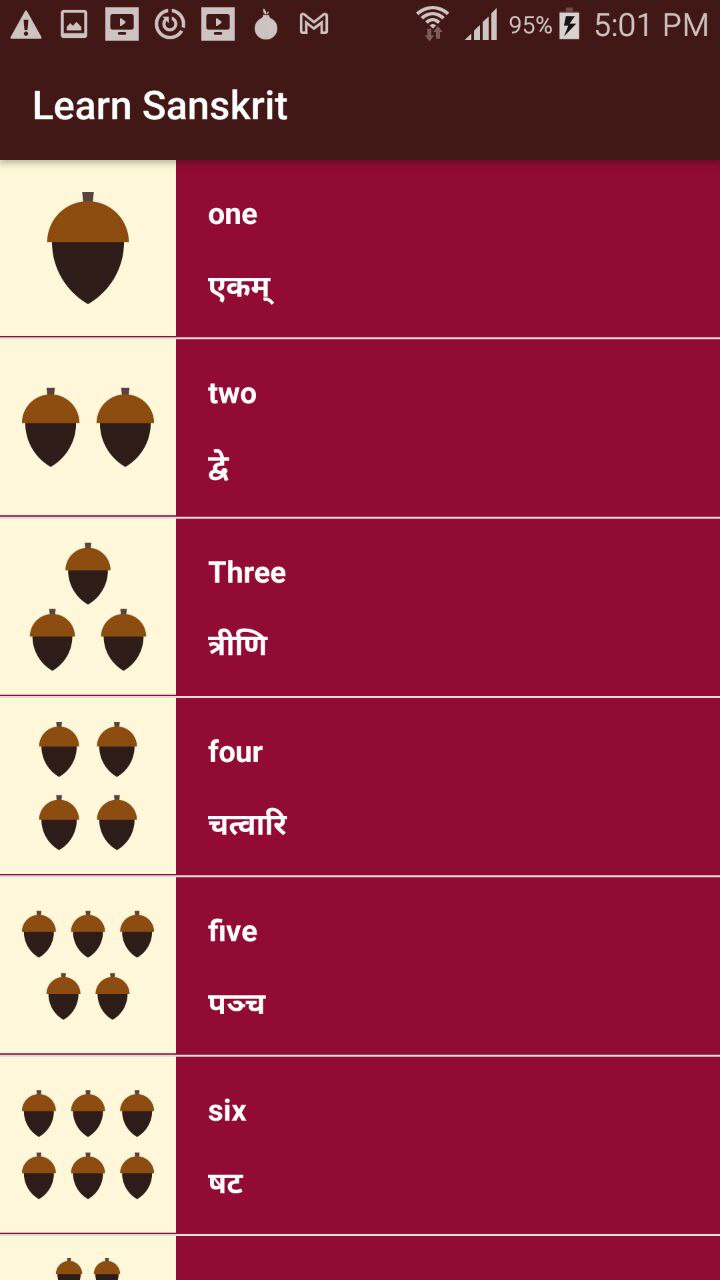 95% 5:01 PM
Learn Sanskrit
one
एकम्
two
द्वे
Three
त्रीणि
four
चत्वारि
five
पञ्च
six
षट